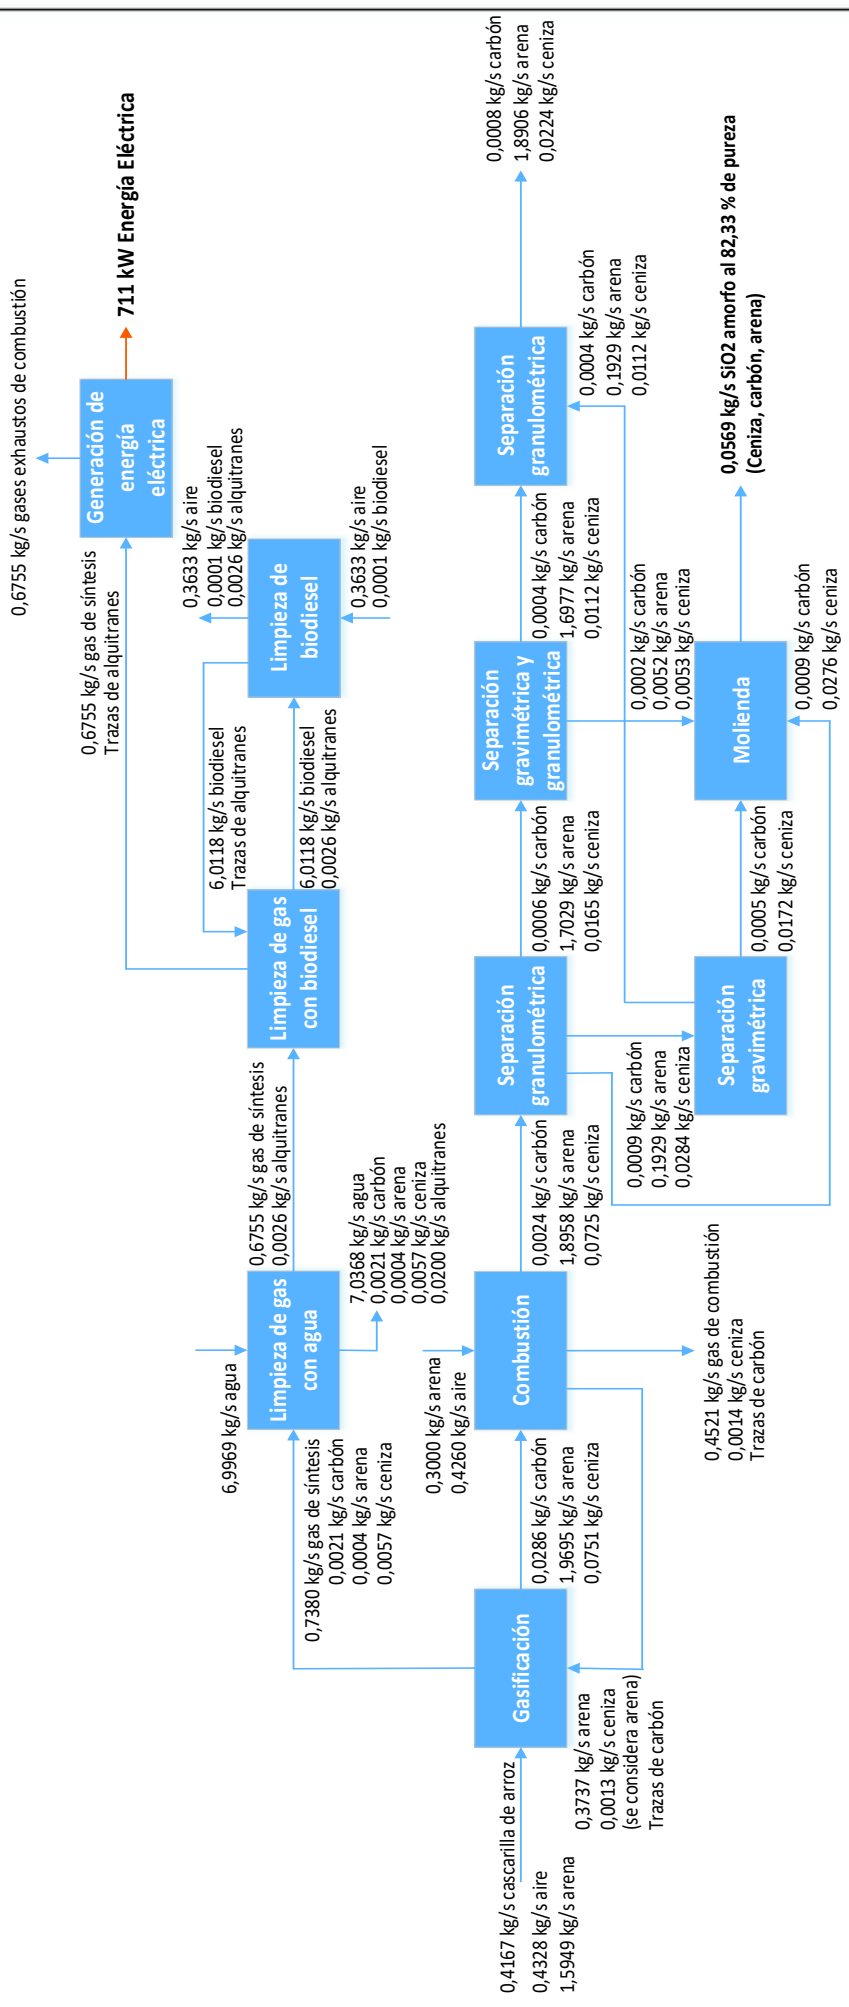 0,6755 kg/s gases exhaustos de combustión
711 kW Energía Eléctrica
Generación de
energía
eléctrica
0,6755 kg/s gas de síntesis
Trazas de alquitranes
0,3633 kg/s aire
0,0001 kg/s biodiesel
0,0026 kg/s alquitranes
Limpieza de
biodiesel
0,3633 kg/s aire
0,0001 kg/s biodiesel
6,0118 kg/s biodiesel
Trazas de alquitranes
6,0118 kg/s biodiesel
0,0026 kg/s alquitranes
Limpieza de gas
con biodiesel
0,6755 kg/s gas de síntesis
0,0026 kg/s alquitranes
6,9969 kg/s agua
Limpieza de gas
con agua
7,0368 kg/s agua
0,0021 kg/s carbón
0,0004 kg/s arena
0,0057 kg/s ceniza
0,0200 kg/s alquitranes
0,7380 kg/s gas de síntesis
0,0021 kg/s carbón
0,0004 kg/s arena
0,0057 kg/s ceniza
0,4167 kg/s cascarilla de arroz
0,4328 kg/s aire
1,5949 kg/s arena
Gasificación
0,3737 kg/s arena
0,0013 kg/s ceniza
(se considera arena)
Trazas de carbón
0,0286 kg/s carbón
1,9695 kg/s arena
0,0751 kg/s ceniza
0,3000 kg/s arena
0,4260 kg/s aire
Combustión
0,4521 kg/s gas de combustión
0,0014 kg/s ceniza
Trazas de carbón
0,0024 kg/s carbón
1,8958 kg/s arena
0,0725 kg/s ceniza
Separación
granulométrica
0,0009 kg/s carbón
0,1929 kg/s arena
0,0284 kg/s ceniza
Separación
gravimétrica
0,0006 kg/s carbón
1,7029 kg/s arena
0,0165 kg/s ceniza
0,0005 kg/s carbón
0,0172 kg/s ceniza
Separación
gravimétrica y
granulométrica
0,0002 kg/s carbón
0,0052 kg/s arena
0,0053 kg/s ceniza
Molienda
0,0009 kg/s carbón
0,0276 kg/s ceniza
0,0004 kg/s carbón
1,6977 kg/s arena
0,0112 kg/s ceniza
Separación
granulométrica
0,0004 kg/s carbón
0,1929 kg/s arena
0,0112 kg/s ceniza
0,0008 kg/s carbón
1,8906 kg/s arena
0,0224 kg/s ceniza
0,0569 kg/s SiO2 amorfo al 82,33 % de pureza
(Ceniza, carbón, arena)